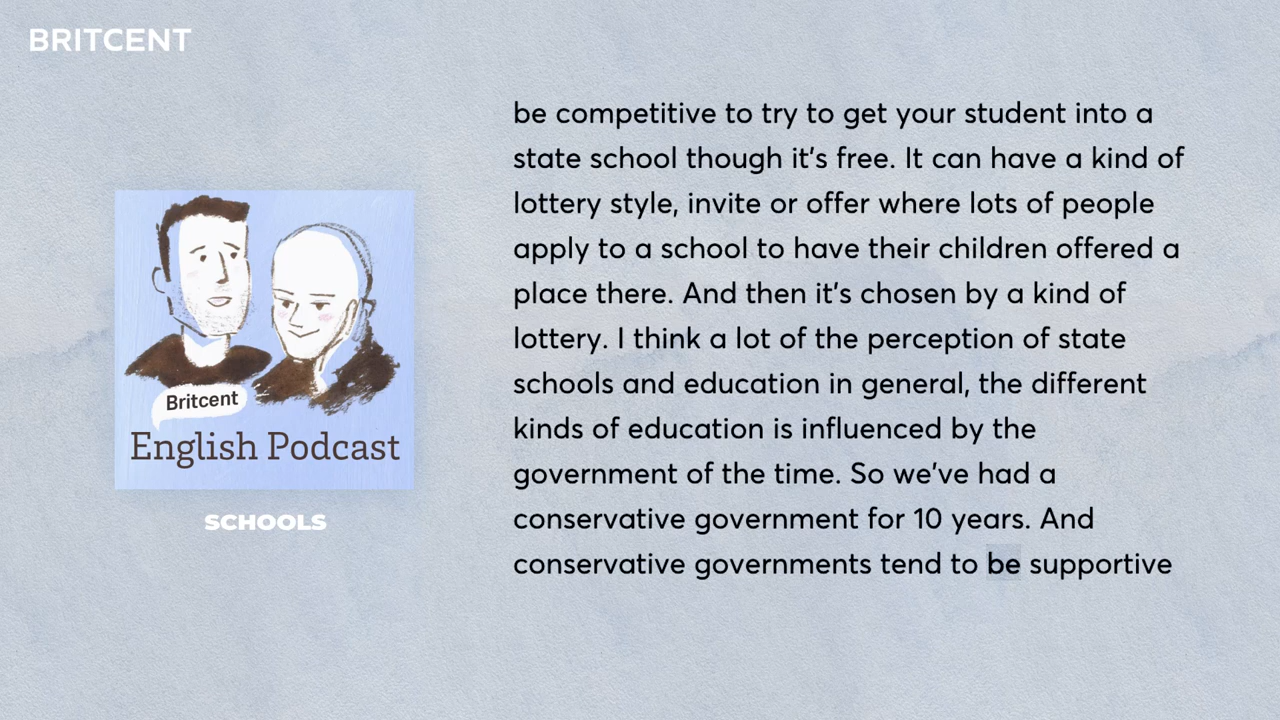 BRITCENT
be competitive to try to get your student into a
state school though it's free. It can have a kind of
lottery style, invite or offer where lots of people
apply to a school to have their children offered a
place there. And then it's chosen by a kind of
lottery. I think a lot of the perception of state
schools and education in general, the different
kinds of education is influenced by the
government of the time. So we've had a
conservative government for 10 years. And
conservative governments tend to be supportive
Britcent
English Podcast
SCHOOLS